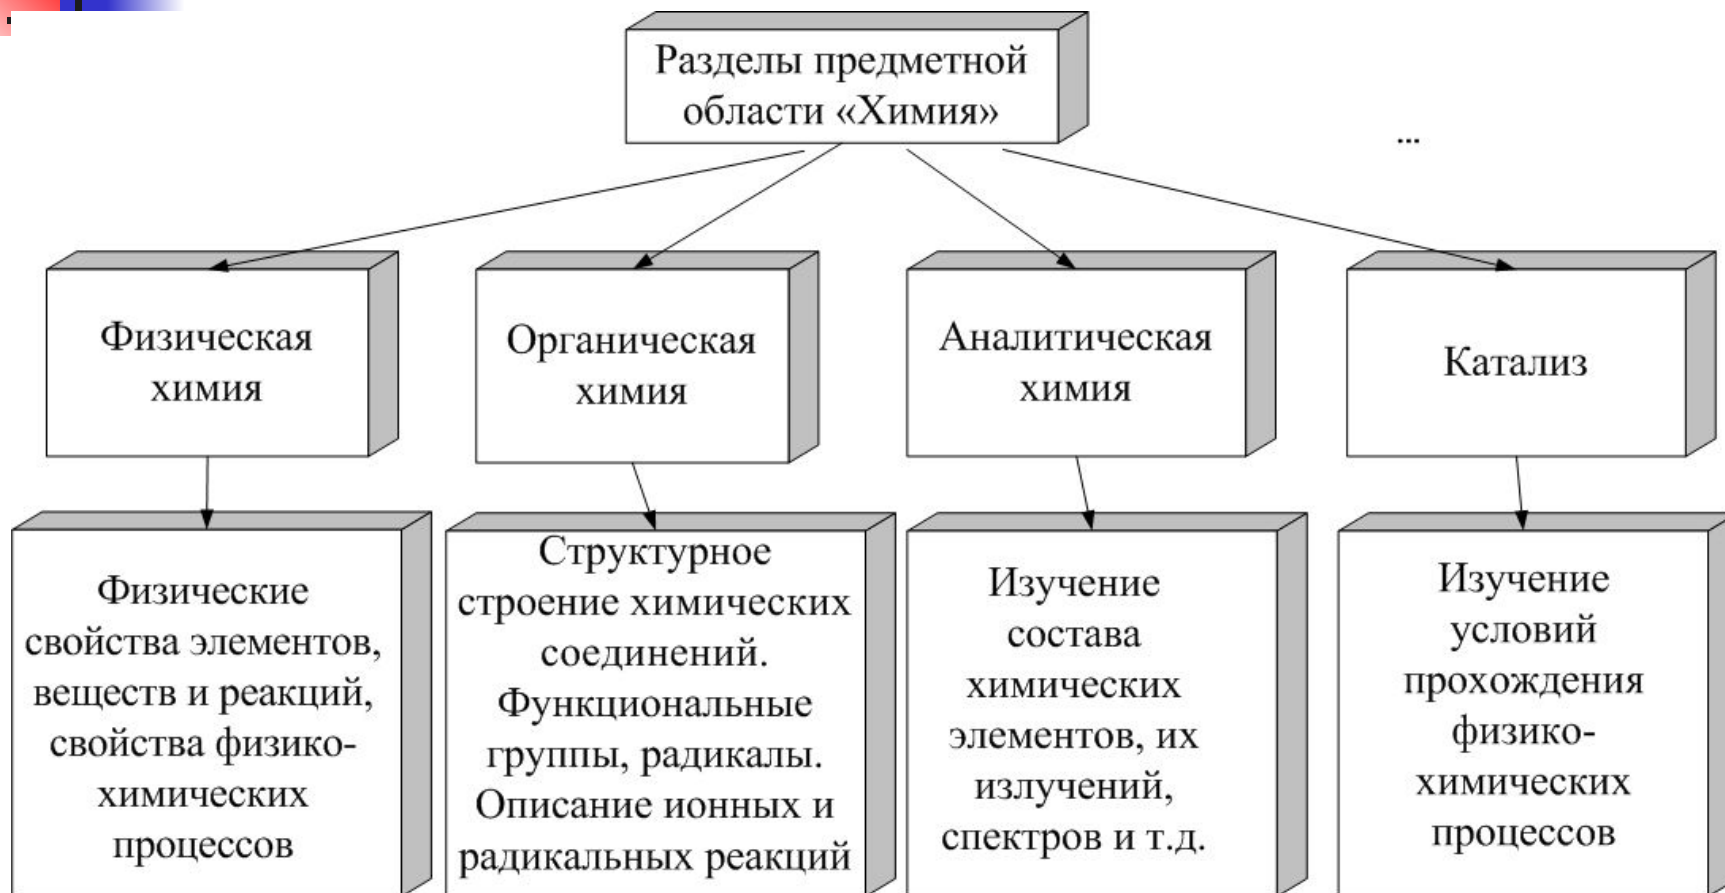 Разделы предметной
области «Химия»
...
Физическая
химия
Органическая
химия
Аналитическая
химия
Катализ
Физические
свойства элементов,
веществ и реакций,
свойства физико-
химических
процессов
Структурное
строение химических
соединений.
Функциональные
группы, радикалы.
Описание ионных и
радикальных реакций
Изучение
состава
химических
элементов, их
излучений,
спектров и т.д.
Изучение
условий
прохождения
физико-
химических
процессов